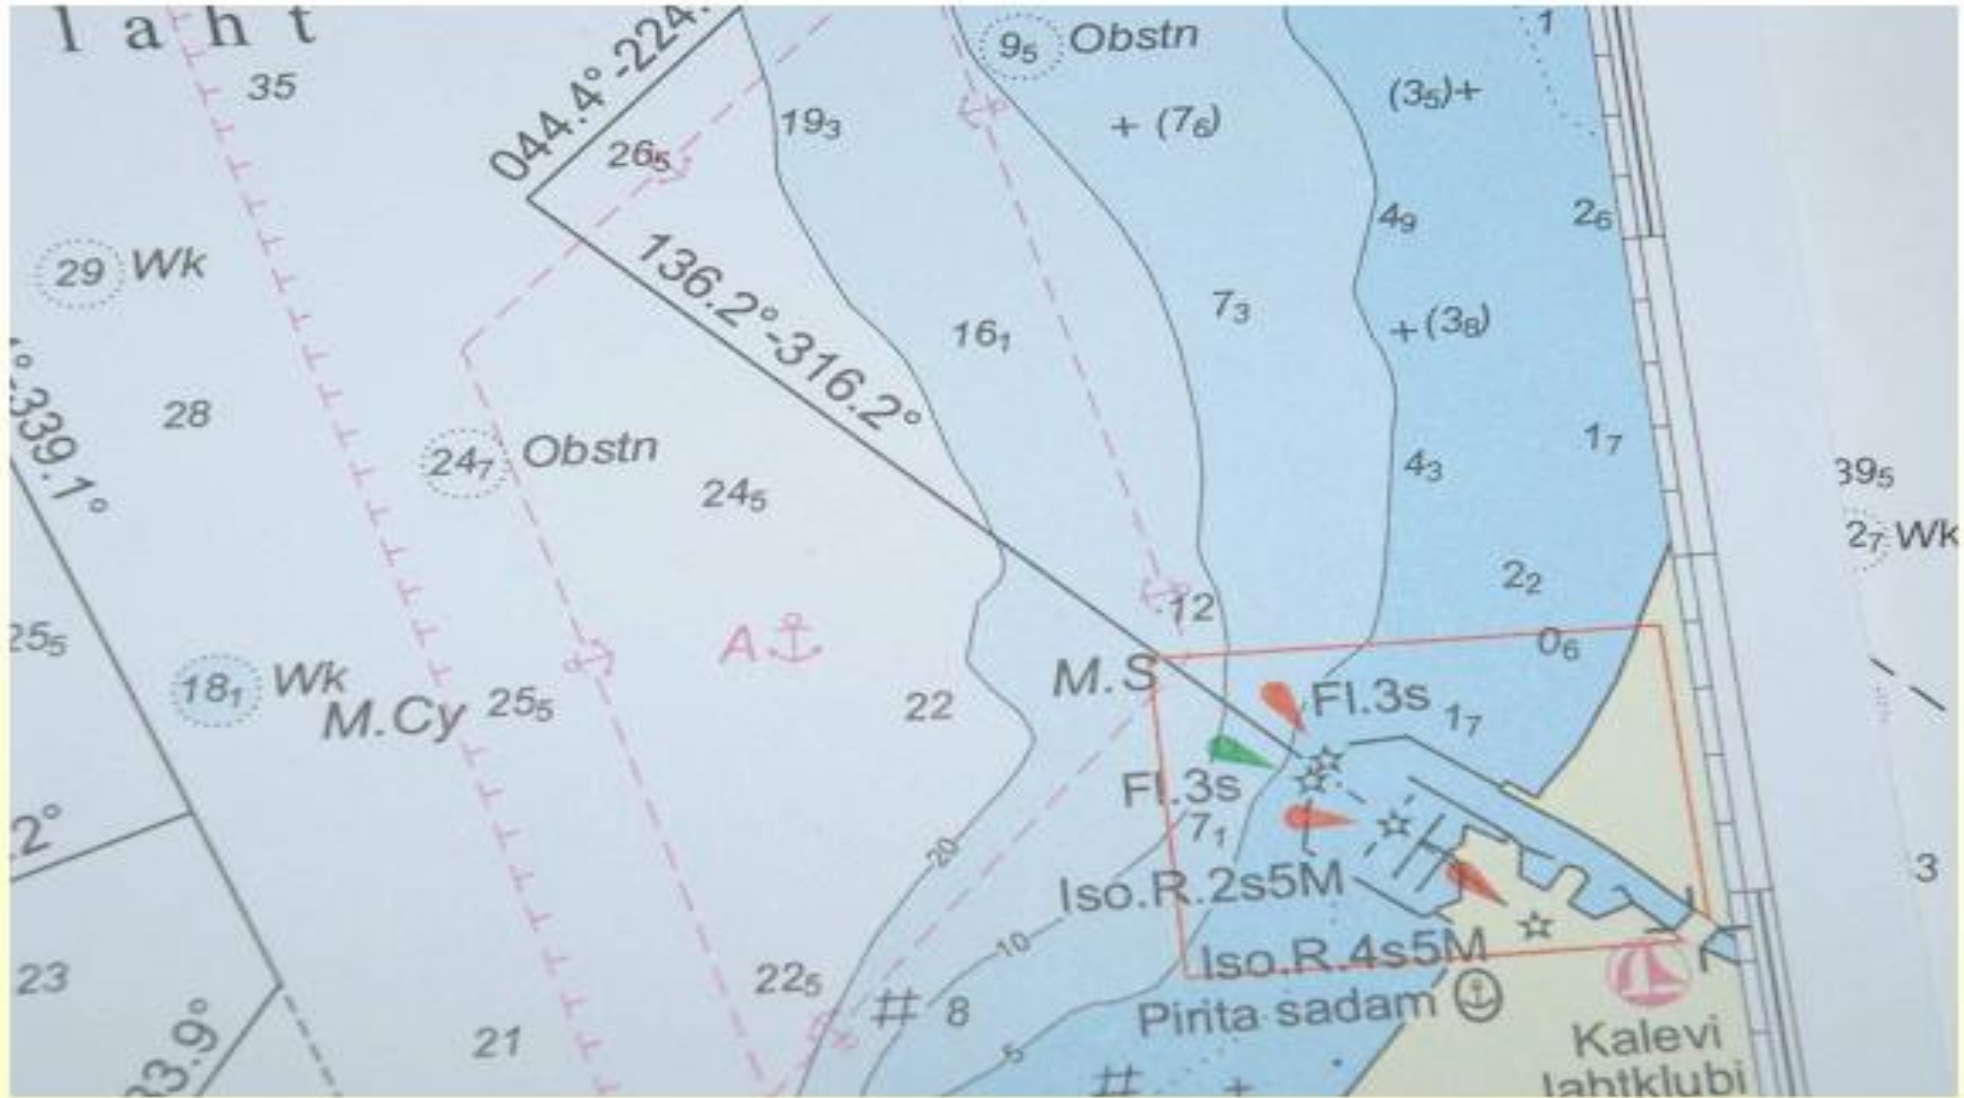 laht
35
044.4°-224.
9₅ Obstn
1
19₃
+ (7₆)
(3₅)+
26₅
29 Wk
4₉
2₆
136.2°-316.2°
16₁
7₃
+(3₈)
-339.1°
28
24₇ Obstn
24₅
4₃
1₇
39₅
2₇ Wk
2₂
25₅
12
0₆
A
18₁ Wk
M.Cy
25₅
22
M.S
Fl.3s
1₇
Fl.3s
.2°
7₁
20
3
Iso.R.2s5M
10
Iso.R.4s5M
23
22₅
# 8
Pirita sadam
33.9°
21
5
Kalevi
Jahtklubi
#
+